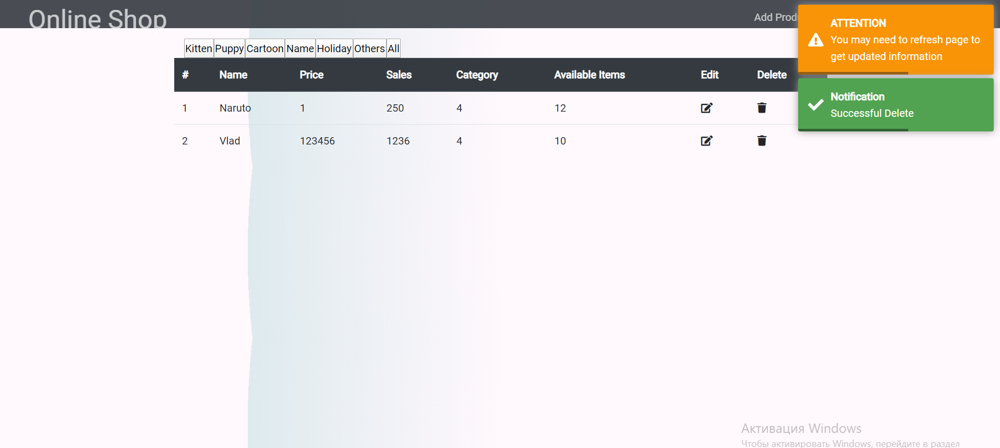 Online Shop
Add Produ
ATTENTION
You may need to refresh page to
get updated information
Notification
Successful Delete
Kitten Puppy Cartoon Name Holiday Others All
# Name Price Sales Category Available Items Edit Delete
1 Naruto 1 250 4 12
2 Vlad 123456 1236 4 10
Активация Windows
Чтобы активировать Windows, перейдите в раздел